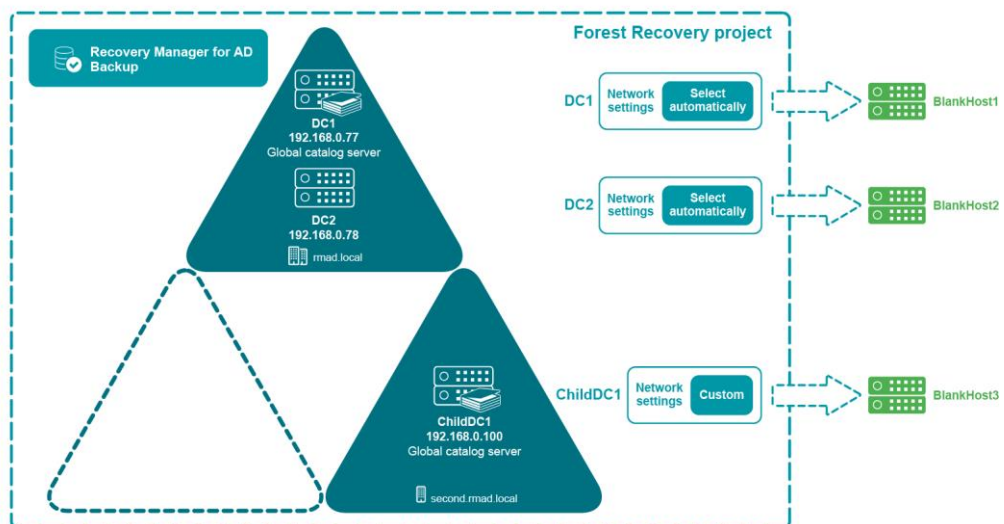 Recovery Manager for AD
Backup
Forest Recovery project
DC1
192.168.0.77
Global catalog server
DC2
192.168.0.78
rmad.local
ChildDC1
192.168.0.100
Global catalog server
second.rmad.local
DC1
Network
settings
Select
automatically
BlankHost1
DC2
Network
settings
Select
automatically
BlankHost2
ChildDC1
Network
settings
Custom
BlankHost3